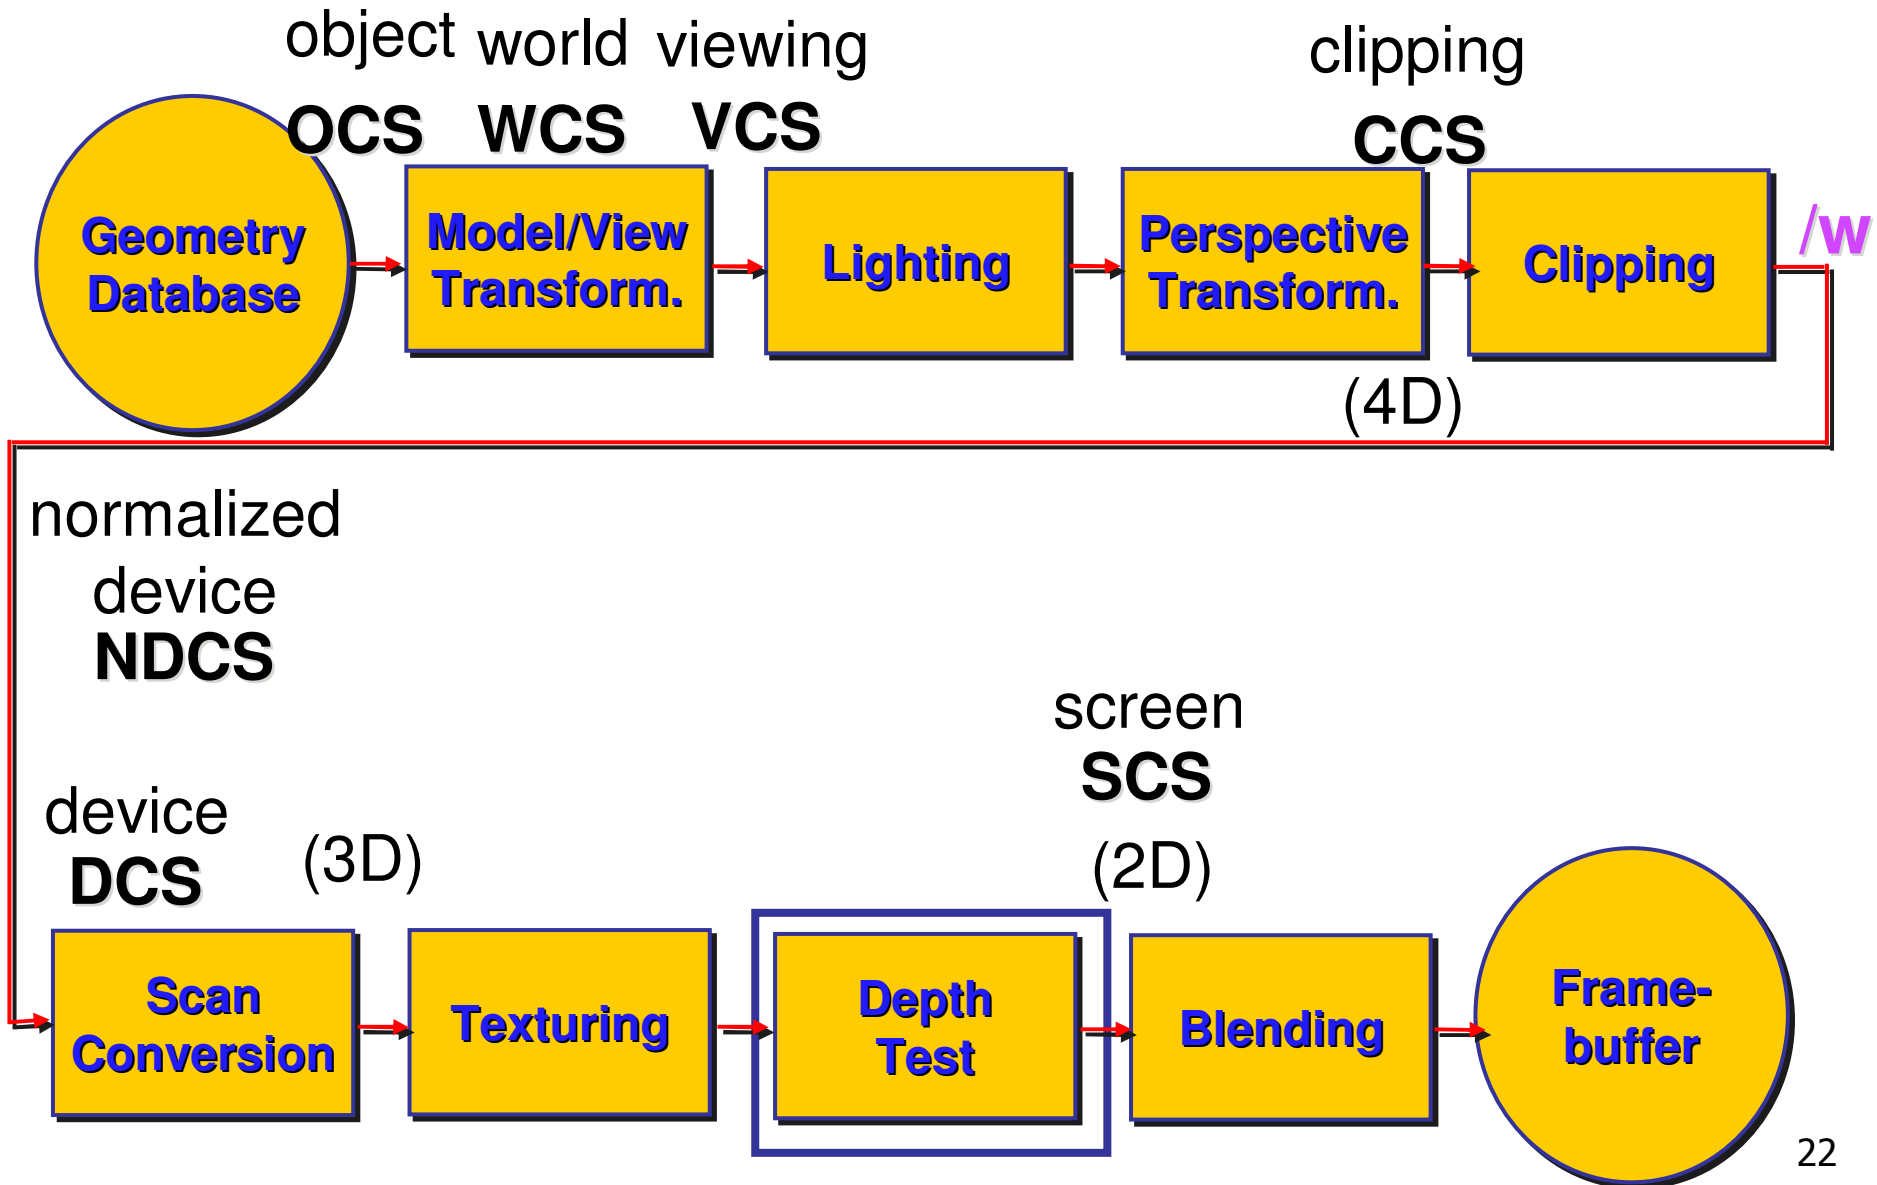 object world viewing clipping
OCS WCS VCS CCS
Geometry
Database
Model/View
Transform.
Lighting
Perspective
Transform.
Clipping
/w
(4D)
normalized
device
NDCS
screen
SCS
device
DCS
(3D)
(2D)
Scan
Conversion
Texturing
Depth
Test
Blending
Frame-
buffer
22